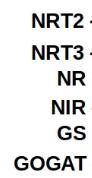 NRT2 -
NRT3 -
NR
NIR
GS
GOGAT